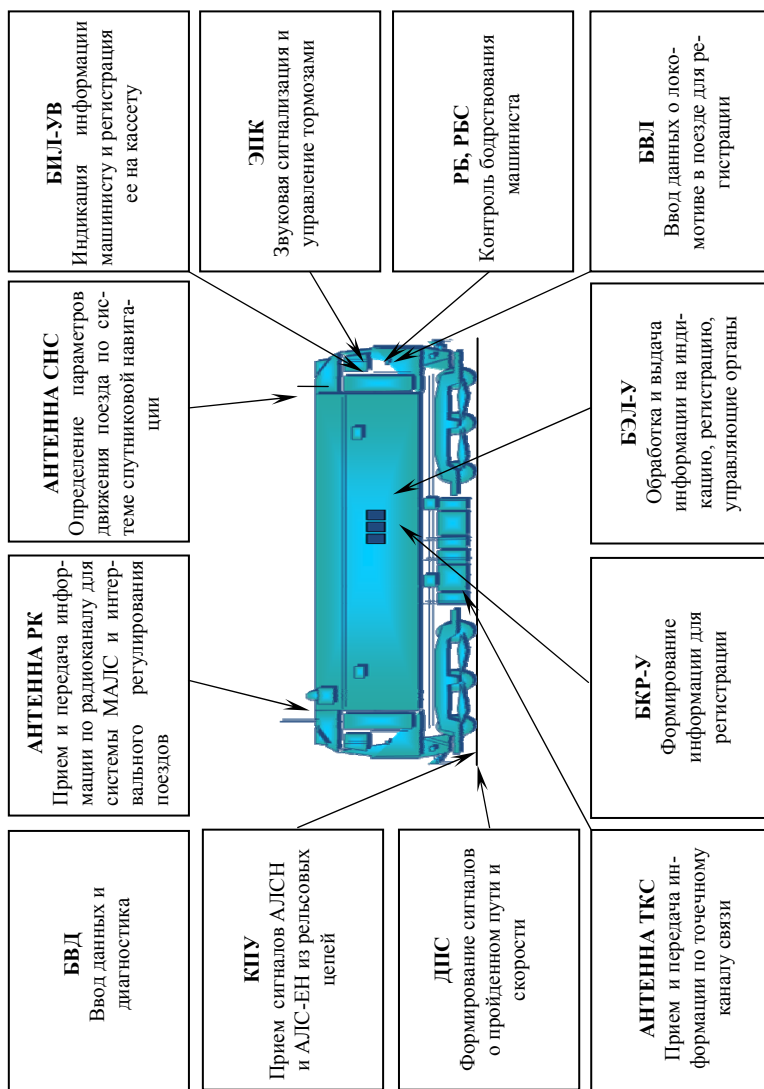 БВД
Ввод данных и
диагностика
АНТЕННА РК
Прием и передача инфор-
мации по радиоканалу для
системы МАЛС и интер-
вального регулирования
поездов
АНТЕННА СНС
Определение параметров
движения поезда по сис-
теме спутниковой навига-
ции
БИЛ-УВ
Индикация информации
машинисту и регистрация
ее на кассету
КПУ
Прием сигналов АЛСН
и АЛС-ЕН из рельсовых
цепей
ЭПК
Звуковая сигнализация и
управление тормозами
ДПС
Формирование сигналов
о пройденном пути и
скорости
РБ, РБС
Контроль бодрствования
машиниста
АНТЕННА ТКС
Прием и передача ин-
формации по точечному
каналу связи
БКР-У
Формирование
информации для
регистрации
БЭЛ-У
Обработка и выдача
информации на инди-
кацию, регистрацию,
управляющие органы
БВЛ
Ввод данных о локо-
мотиве в поезде для ре-
гистрации